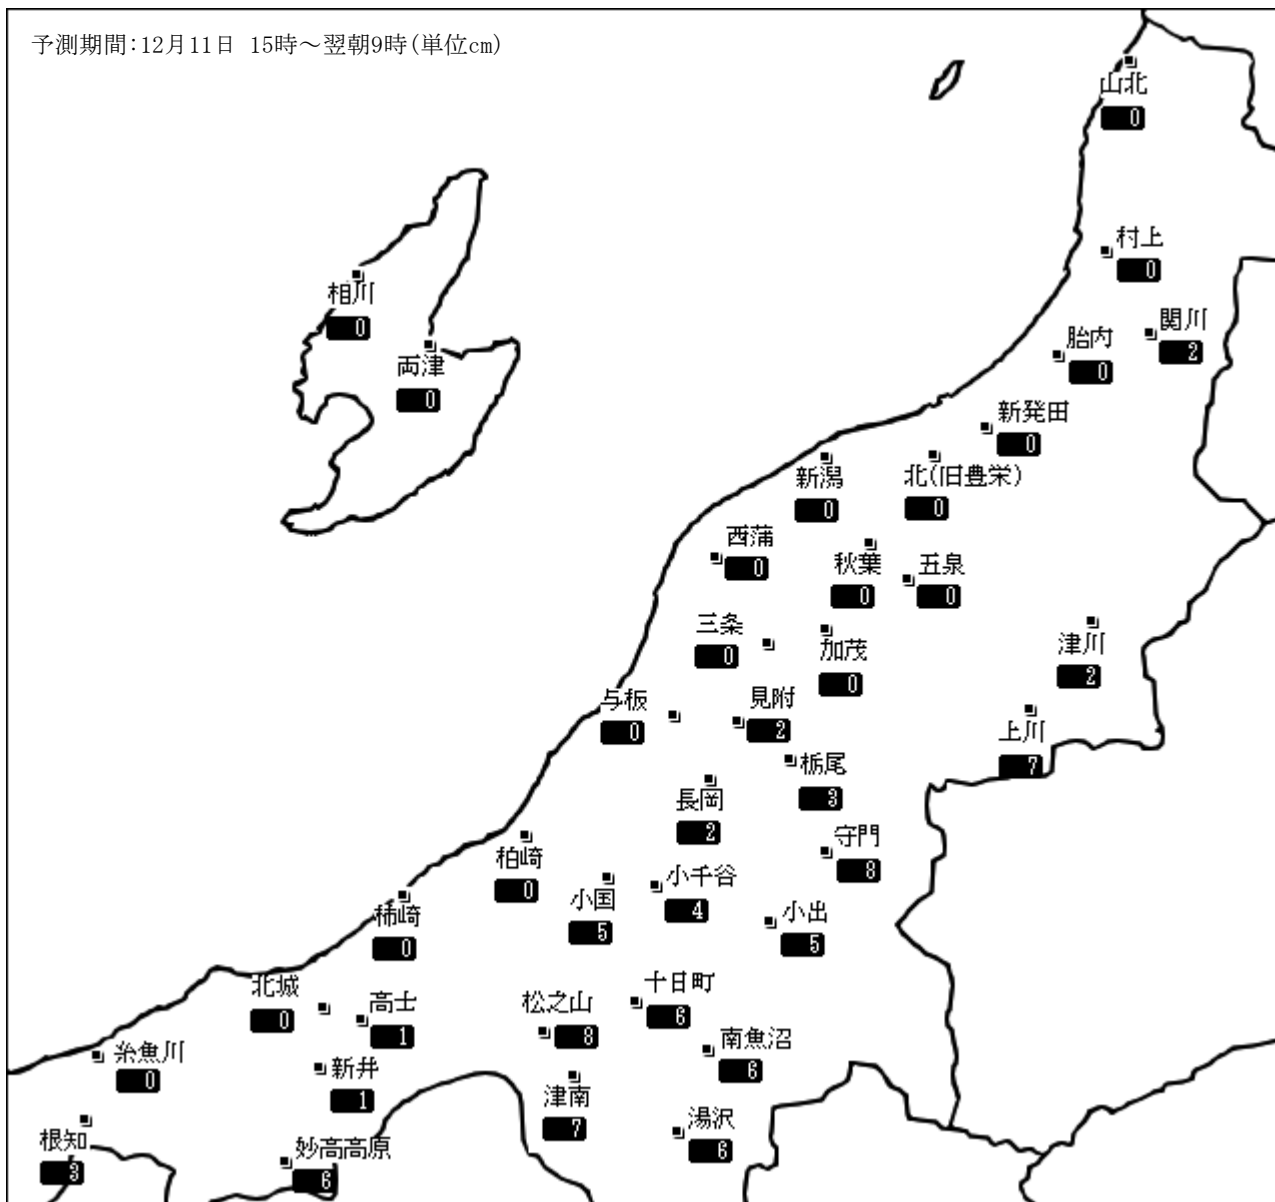 予測期間:12月11日 15時～翌朝9時(単位cm)
山北
0
村上
0
相川
0
関川
2
胎内
0
両津
0
新発田
0
新潟
0
北(旧豊栄)
0
西蒲
0
秋葉
0
五泉
0
三条
0
加茂
0
津川
2
与板
0
見附
2
上川
7
栃尾
3
長岡
2
守門
8
柏崎
0
小千谷
4
小国
5
小出
5
柿崎
0
北城
0
高士
1
松之山
8
十日町
6
南魚沼
6
糸魚川
0
新井
1
津南
7
湯沢
6
根知
3
妙高高原
6